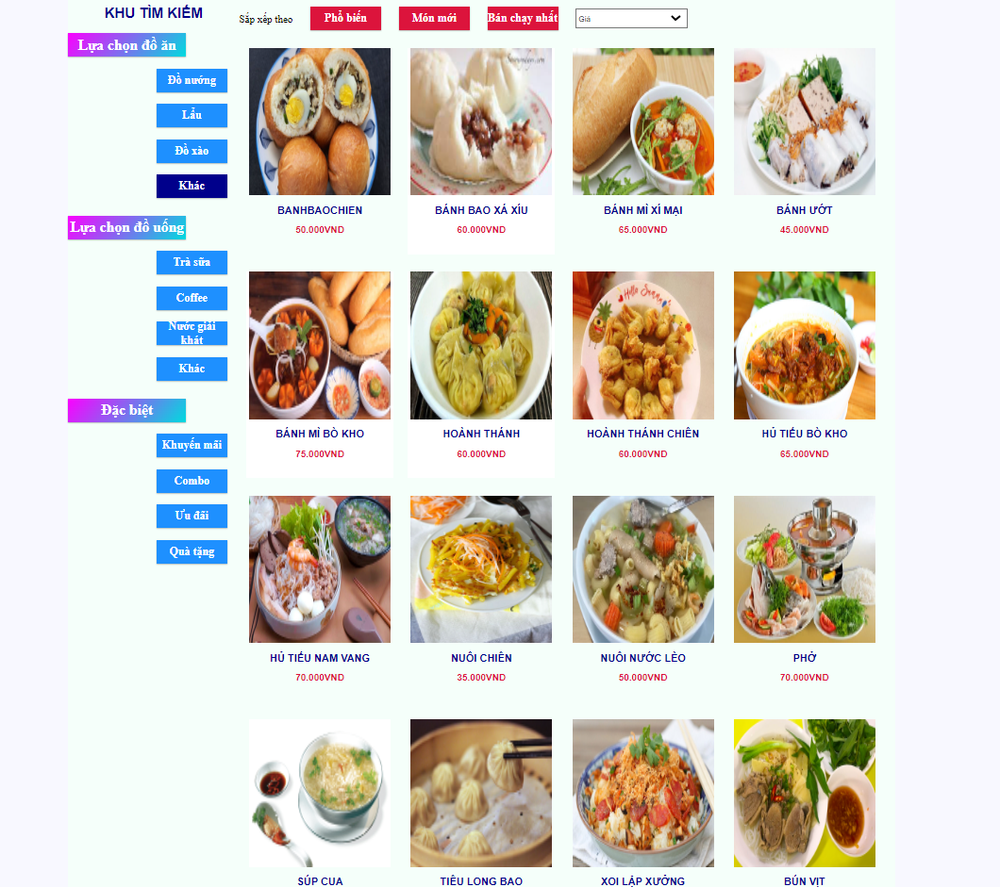 KHU TÌM KIẾM
Sắp xếp theo
Phổ biến
Món mới
Bán chạy nhất
Giá
Lựa chọn đồ ăn
Đồ nướng
Lẩu
Đồ xào
Khác
Lựa chọn đồ uống
Trà sữa
Coffee
Nước giải
khát
Khác
Đặc biệt
Khuyến mãi
Combo
Ưu đãi
Quà tặng
BANHBAOCHIEN
50.000VND
BÁNH BAO XÁ XÍU
60.000VND
BÁNH MÌ XÍ MẠI
65.000VND
BÁNH ƯỚT
45.000VND
BÁNH MÌ BÒ KHO
75.000VND
HOÀNH THÁNH
60.000VND
HOÀNH THÁNH CHIÊN
60.000VND
HỦ TIẾU BÒ KHO
65.000VND
HỦ TIẾU NAM VANG
70.000VND
NUÔI CHIÊN
35.000VND
NUÔI NƯỚC LÈO
50.000VND
PHỞ
70.000VND
SÚP CUA
TIỂU LONG BAO
XOI LẬP XƯỞNG
BÚN VỊT